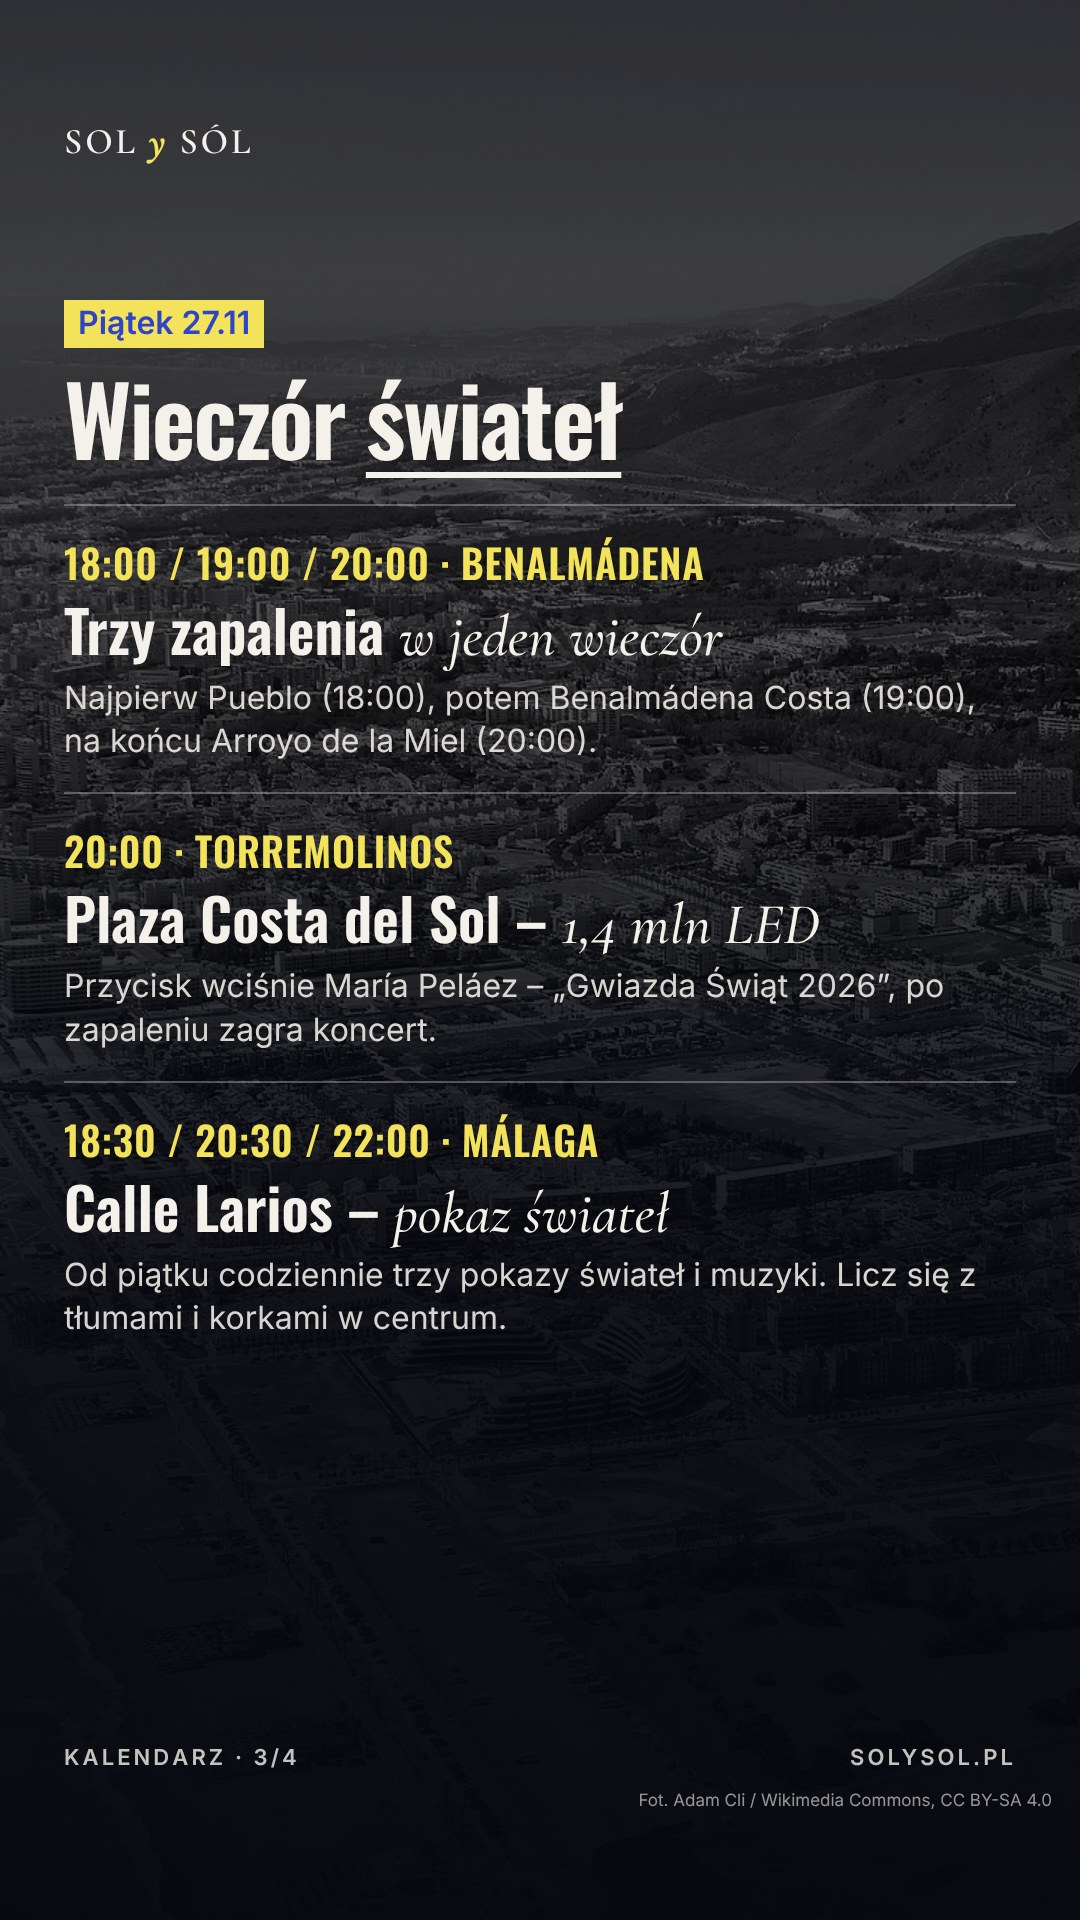 SOL y SÓL
Piątek 27.11
Wieczór świateł
18:00 / 19:00 / 20:00 · BENALMÁDENA
Trzy zapalenia w jeden wieczór
Najpierw Pueblo (18:00), potem Benalmádena Costa (19:00),
na końcu Arroyo de la Miel (20:00).
20:00 · TORREMOLINOS
Plaza Costa del Sol – 1,4 mln LED
Przycisk wciśnie María Peláez – „Gwiazda Świąt 2026”, po
zapaleniu zagra koncert.
18:30 / 20:30 / 22:00 · MÁLAGA
Calle Larios – pokaz świateł
Od piątku codziennie trzy pokazy świateł i muzyki. Licz się z
tłumami i korkami w centrum.
KALENDARZ · 3/4
SOLYSOL.PL
Fot. Adam Cli / Wikimedia Commons, CC BY-SA 4.0